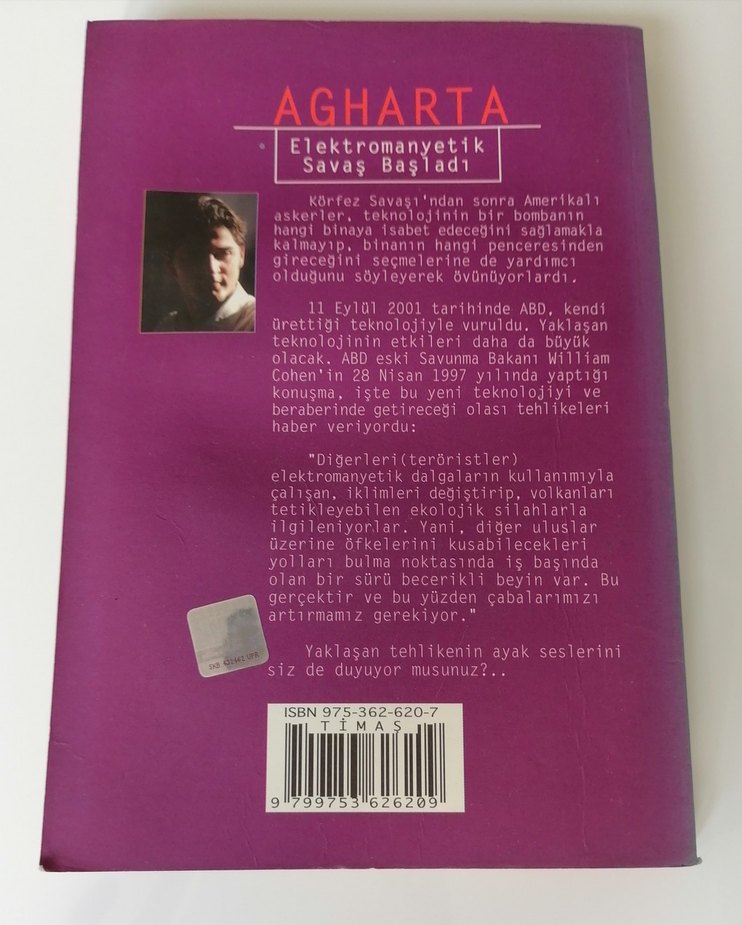 AGHARTA
Elektromanyetik
Savaş Başladı
Körfez Savaşı'ndan sonra Amerikalı
askerler, teknolojinin bir bombanın
hangi binaya isabet edeceğini sağlamakla
kalmayıp, binanın hangi penceresinden
gireceğini seçmelerine de yardımcı
olduğunu söyleyerek övünüyorlardı.
11 Eylül 2001 tarihinde ABD, kendi
ürettiği teknolojiyle vuruldu. Yaklaşan
teknolojinin etkileri daha da büyük
olacak. ABD eski Savunma Bakanı William
Cohen'in 28 Nisan 1997 yılında yaptığı
konuşma, işte bu yeni teknolojiyi ve
beraberinde getireceği olası tehlikeleri
haber veriyordu:
"Diğerleri(teröristler)
elektromanyetik dalgaların kullanımıyla
çalışan, iklimleri değiştirip, volkanları
tetikleyebilen ekolojik silahlarla
ilgileniyorlar. Yani, diğer uluslar
üzerine öfkelerini kusabilecekleri
yolları bulma noktasında iş başında
olan bir sürü becerikli beyin var. Bu
gerçektir ve bu yüzden çabalarımızı
artırmamız gerekiyor."
Yaklaşan tehlikenin ayak seslerini
siz de duyuyor musunuz?..
ISBN 975-362-620-7
TİMAŞ
9 799753 626209